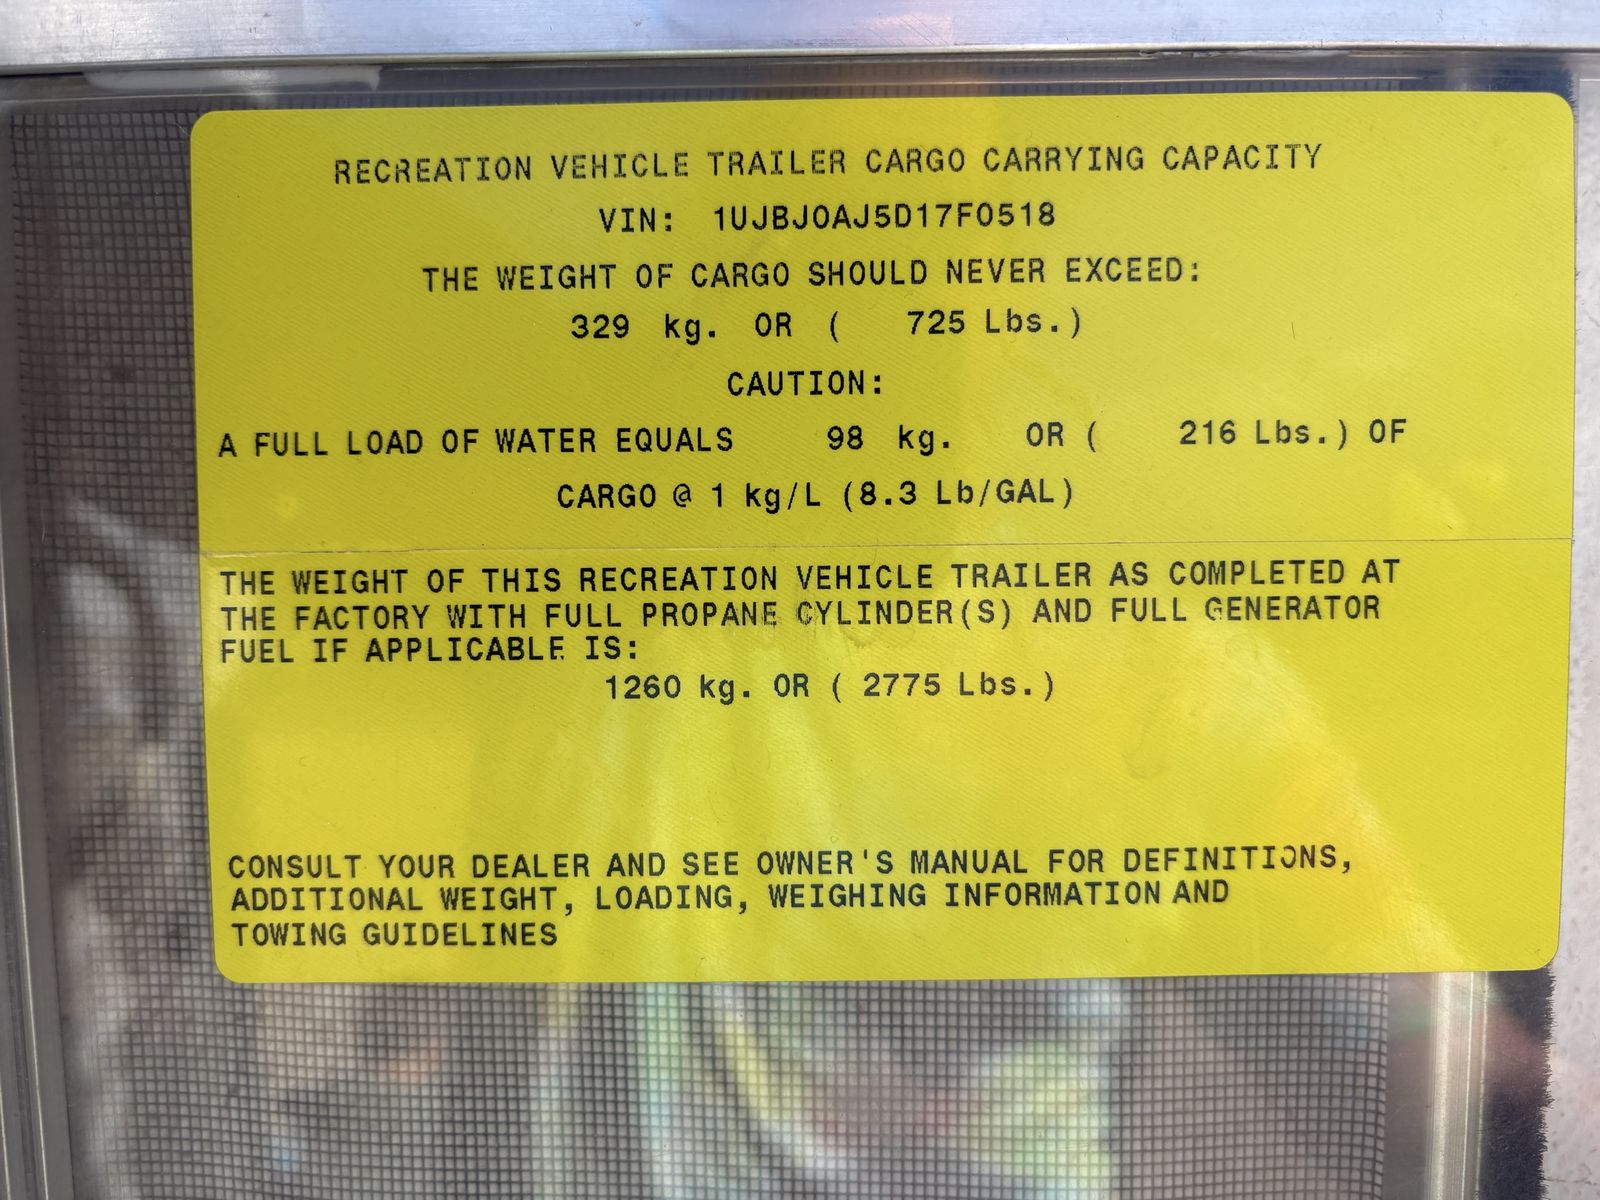 RECREATION VEHICLE TRAILER CARGO CARRYING CAPACITY
VIN: 1UJBJ0AJ5D17F0518
THE WEIGHT OF CARGO SHOULD NEVER EXCEED:
329 kg. OR ( 725 Lbs.)
CAUTION:
A FULL LOAD OF WATER EQUALS 98 kg. OR ( 216 Lbs.) OF
CARGO @ 1 kg/L (8.3 Lb/GAL)
THE WEIGHT OF THIS RECREATION VEHICLE TRAILER AS COMPLETED AT
THE FACTORY WITH FULL PROPANE CYLINDER(S) AND FULL GENERATOR
FUEL IF APPLICABLE IS:
1260 kg. OR ( 2775 Lbs.)
CONSULT YOUR DEALER AND SEE OWNER'S MANUAL FOR DEFINITIONS,
ADDITIONAL WEIGHT, LOADING, WEIGHING INFORMATION AND
TOWING GUIDELINES